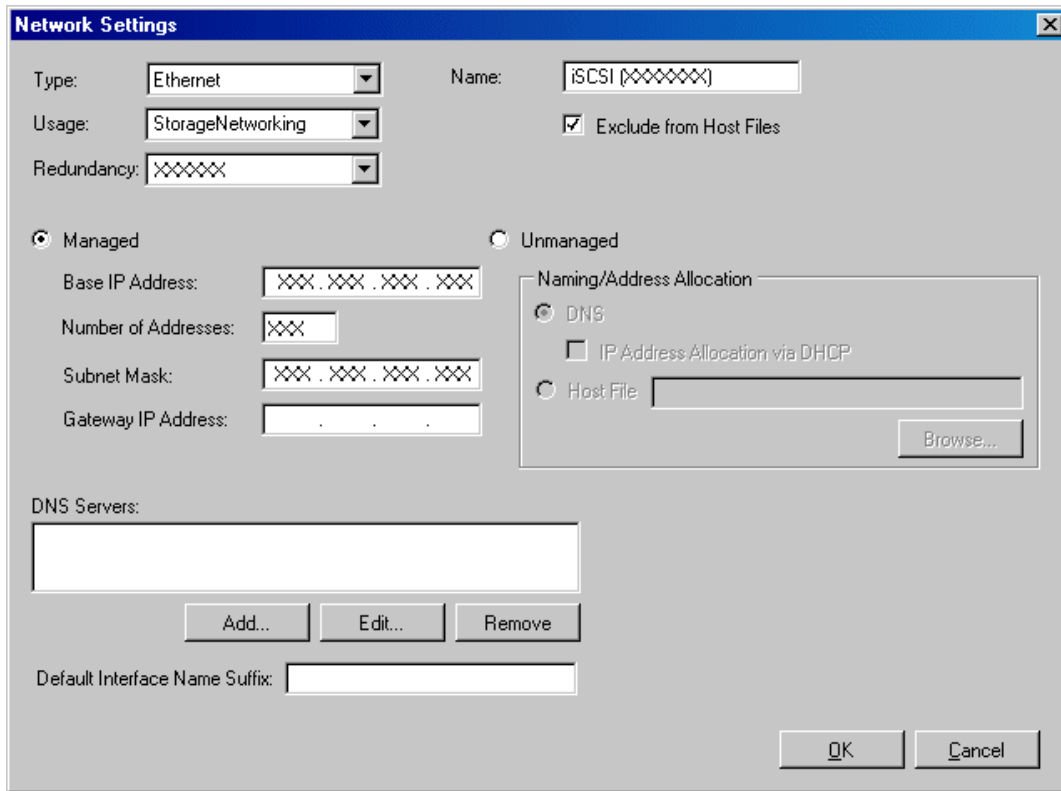 Network Settings
Type: Ethernet
Name: iSCSI (XXXXXXX)
Usage: StorageNetworking
Exclude from Host Files
Redundancy: XXXXXX
Managed
Unmanaged
Base IP Address: XXX . XXX . XXX . XXX
Naming/Address Allocation
DNS
Number of Addresses: XXX
IP Address Allocation via DHCP
Subnet Mask: XXX . XXX . XXX . XXX
Host File
Gateway IP Address: . . .
Browse...
DNS Servers:
Add... Edit... Remove
Default Interface Name Suffix:
OK Cancel